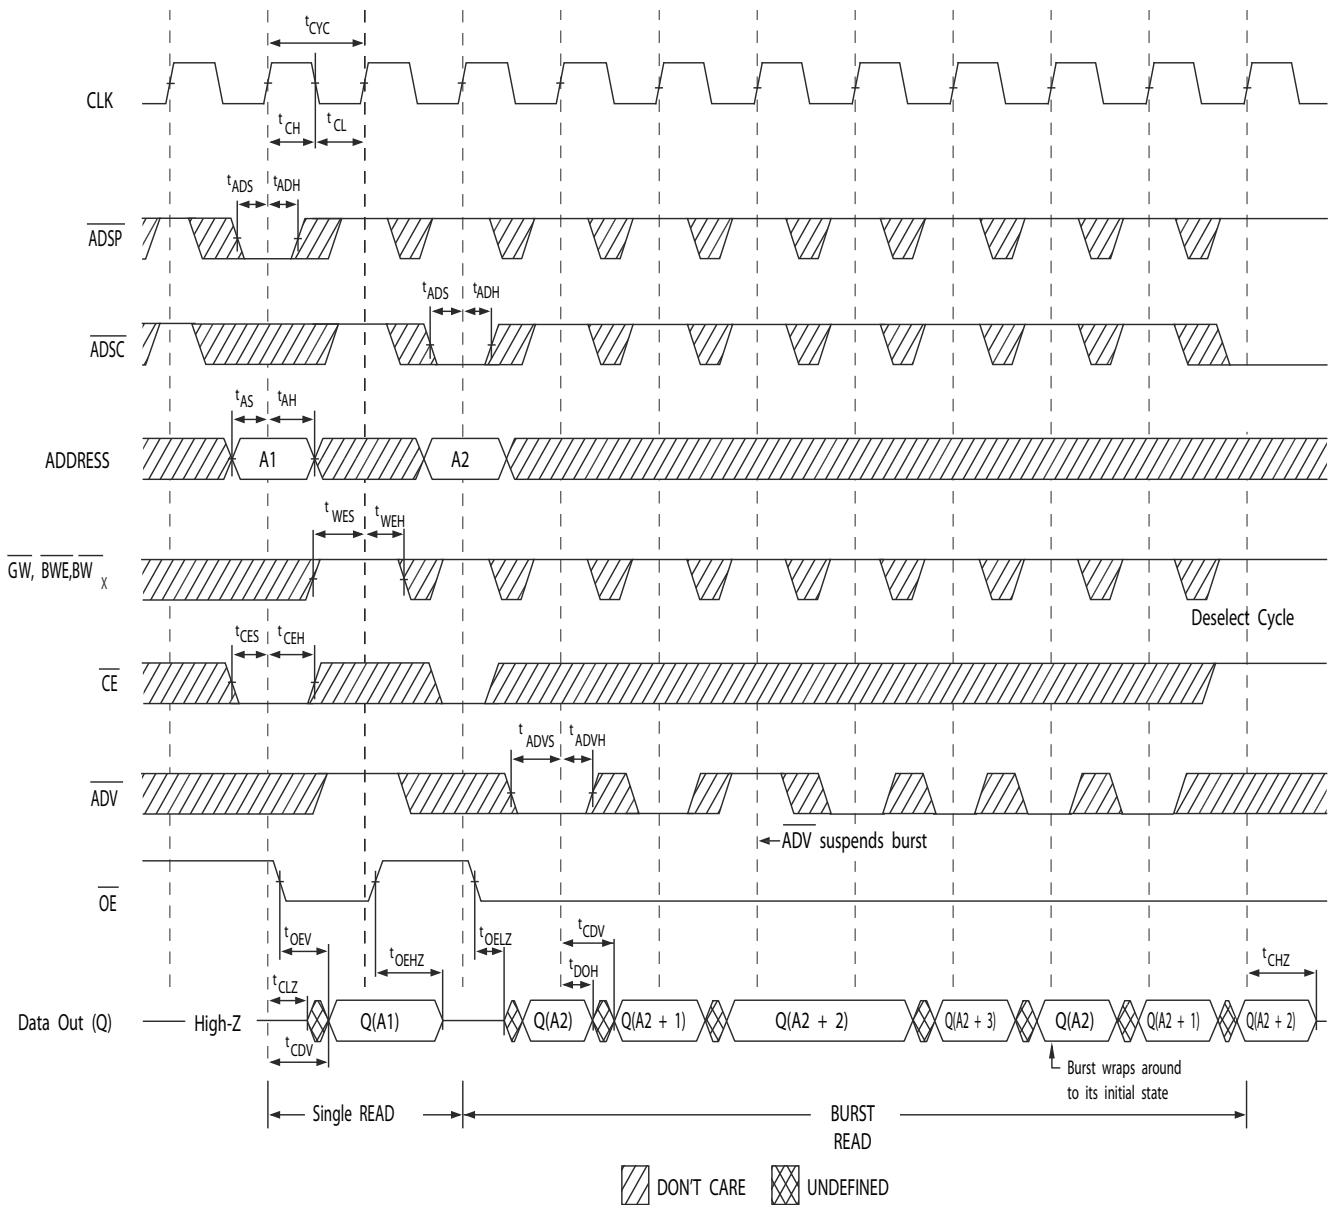 tCYC
CLK
tCH
tCL
tADS
tADH
ADSP
tADS
tADH
ADSC
tAS
tAH
ADDRESS
A1
A2
tWES
tWEH
GW, BWE,BW X
Deselect Cycle
tCES
tCEH
CE
tADVS
tADVH
ADV
ADV suspends burst
OE
tOEV
tOEHZ
tOELZ
tCDV
tDOH
tCHZ
tCLZ
Data Out (Q)
High-Z
Q(A1)
Q(A2)
Q(A2 + 1)
Q(A2 + 2)
Q(A2 + 3)
Q(A2)
Q(A2 + 1)
Q(A2 + 2)
tCDV
Burst wraps around
to its initial state
Single READ
BURST
READ
DON'T CARE
UNDEFINED